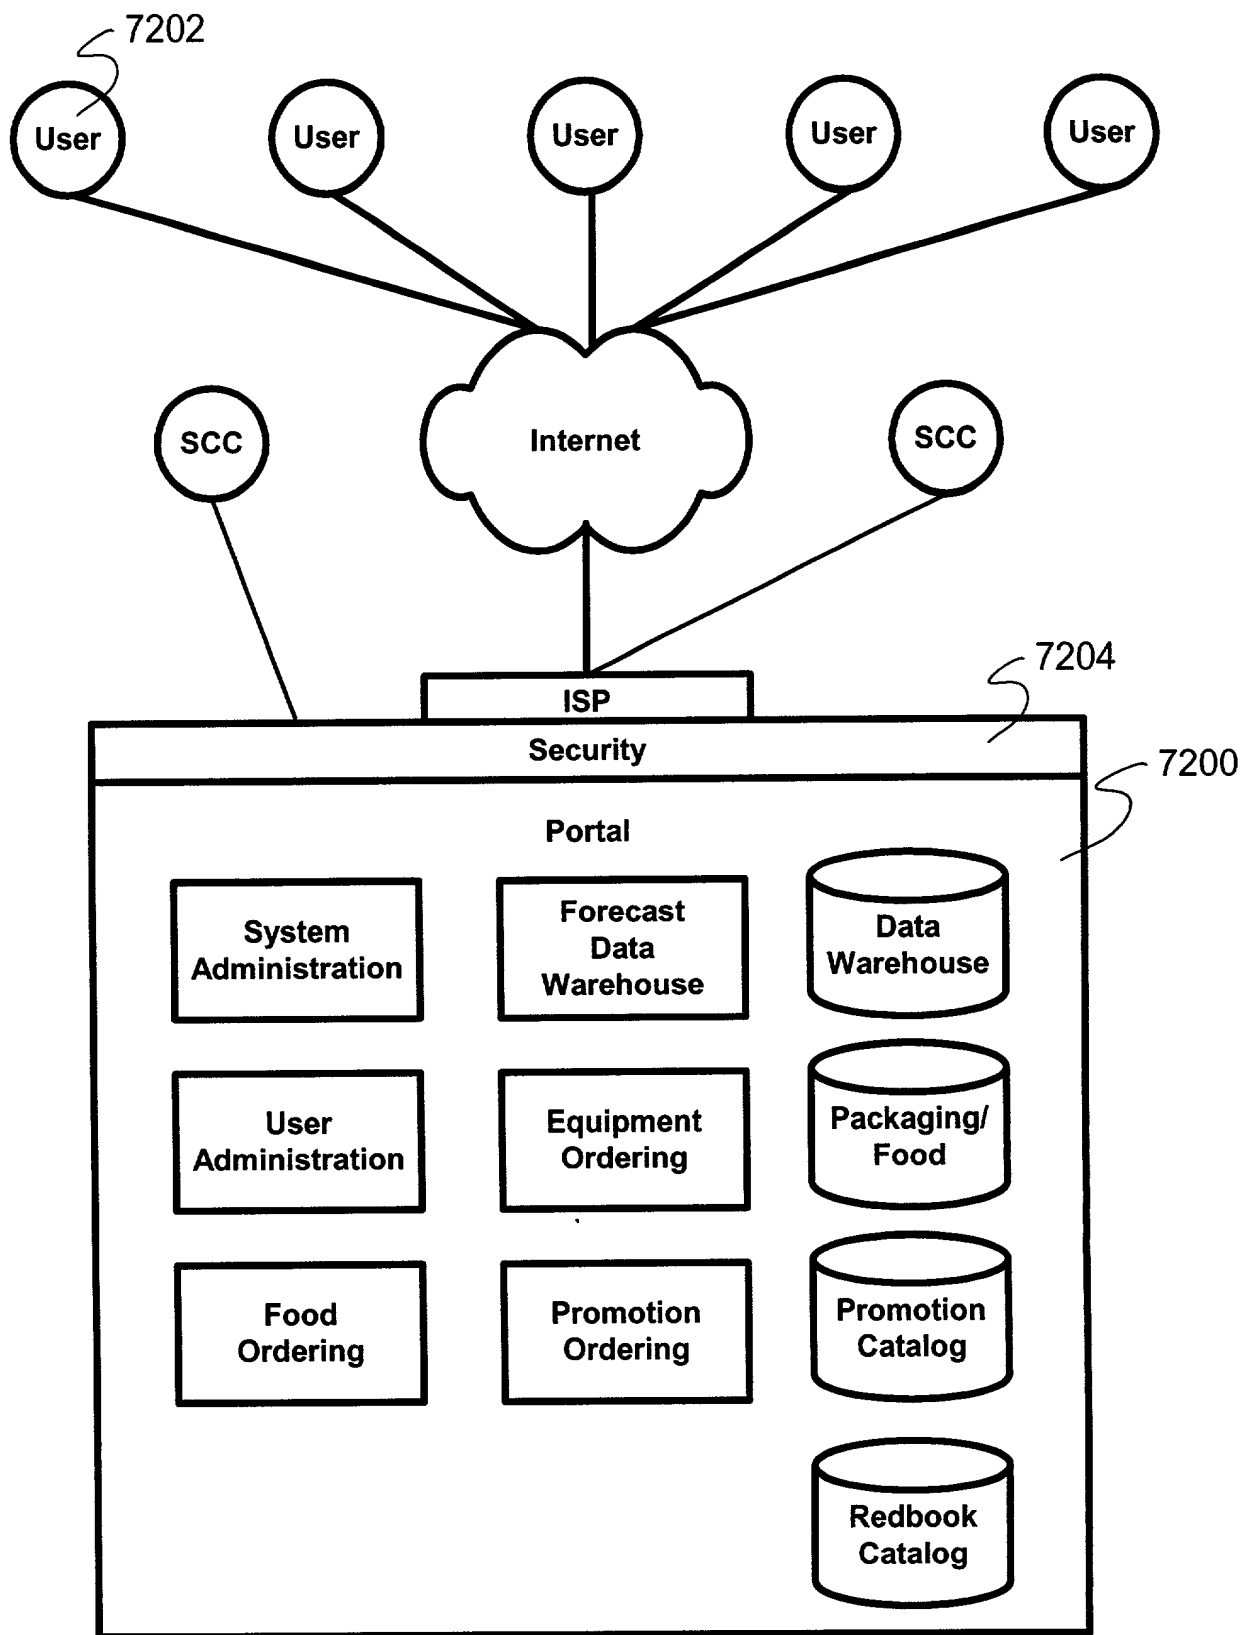 7202
User
User
User
User
User
SCC
Internet
SCC
ISP
7204
Security
7200
Portal
System
Administration
Forecast
Data
Warehouse
Data
Warehouse
User
Administration
Equipment
Ordering
Packaging/
Food
Food
Ordering
Promotion
Ordering
Promotion
Catalog
Redbook
Catalog